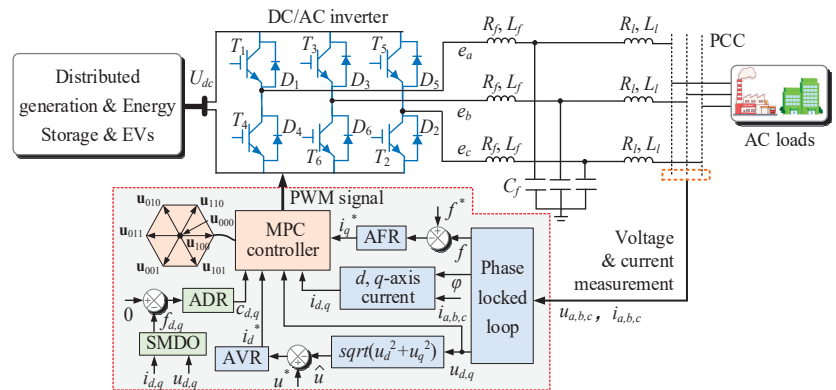 DC/AC inverter
R_f, L_f
R_l, L_l
PCC
T_1
T_3
T_5
e_a
U_dc
D_1
D_3
D_5
Distributed
generation & Energy
Storage & EVs
R_f, L_f
R_l, L_l
e_b
T_4
D_4
T_6
D_6
T_2
D_2
R_f, L_f
R_l, L_l
e_c
AC loads
C_f
PWM signal
u_010
u_110
u_000
u_011
u_100
u_001
u_101
MPC
controller
i_q^*
AFR
f^*
+
−
f
Phase
locked
loop
Voltage
& current
measurement
u_a,b,c, i_a,b,c
d, q-axis
current
i_d,q
φ
i_a,b,c
0
+
−
ADR
c_d,q
f_d,q
SMDO
i_d,q
u_d,q
i_d^*
AVR
+
−
u^*
û
sqrt(u_d^2+u_q^2)
u_d,q